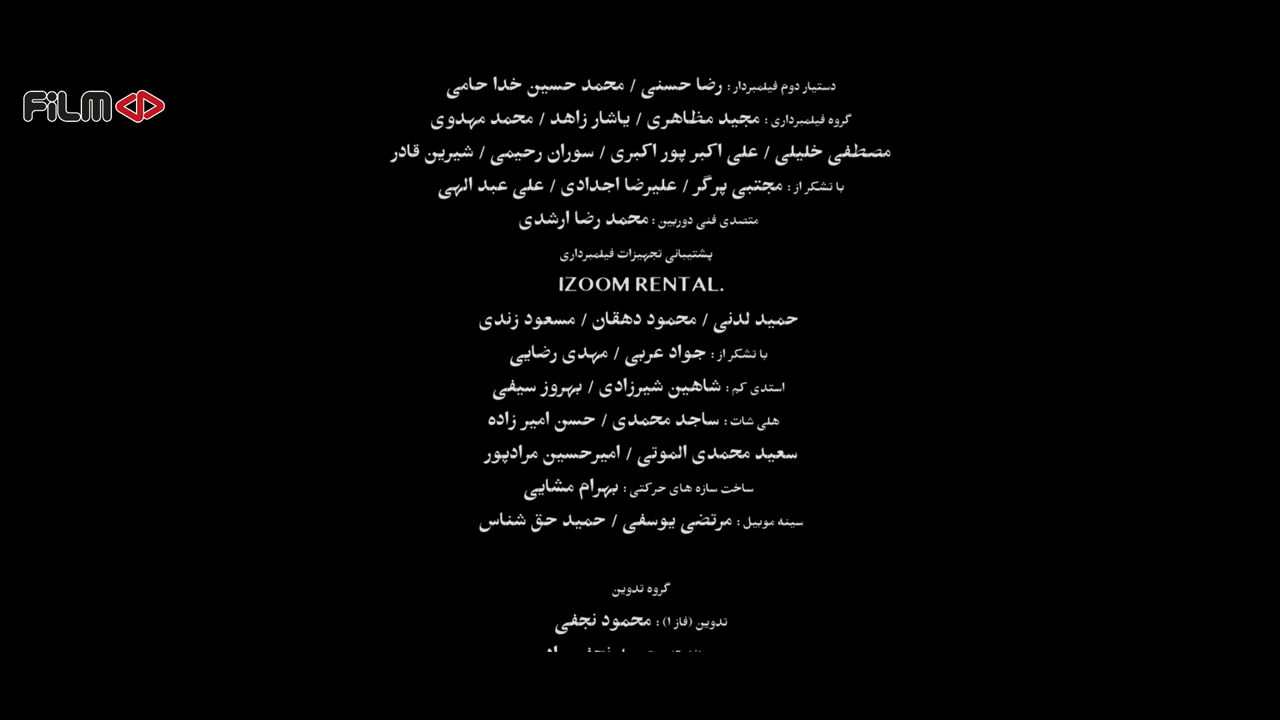 FiLM
دستیار دوم فیلمبردار : رضا حسنی / محمد حسین خدا حامی
گروه فیلمبرداری : مجید مظاهری / یاشار زاهد / محمد مهدوی
مصطفی خلیلی / علی اکبر پور اکبری / سوران رحیمی / شیرین قادر
با تشکر از : مجتبی پرگر / علیرضا اجدادی / علی عبد الهی
متصدی فنی دوربین : محمد رضا ارشدی
پشتیبانی تجهیزات فیلمبرداری
IZOOM RENTAL.
حمید لدنی / محمود دهقان / مسعود زندی
با تشکر از : جواد عربی / مهدی رضایی
استدی کم : شاهین شیرزادی / بهروز سیفی
هلی شات : ساجد محمدی / حسن امیر زاده
سعید محمدی الموتی / امیرحسین مرادپور
ساخت سازه های حرکتی : بهرام مشایی
سینه موبیل : مرتضی یوسفی / حمید حق شناس
گروه تدوین
تدوین (فاز ۱) : محمود نجفی